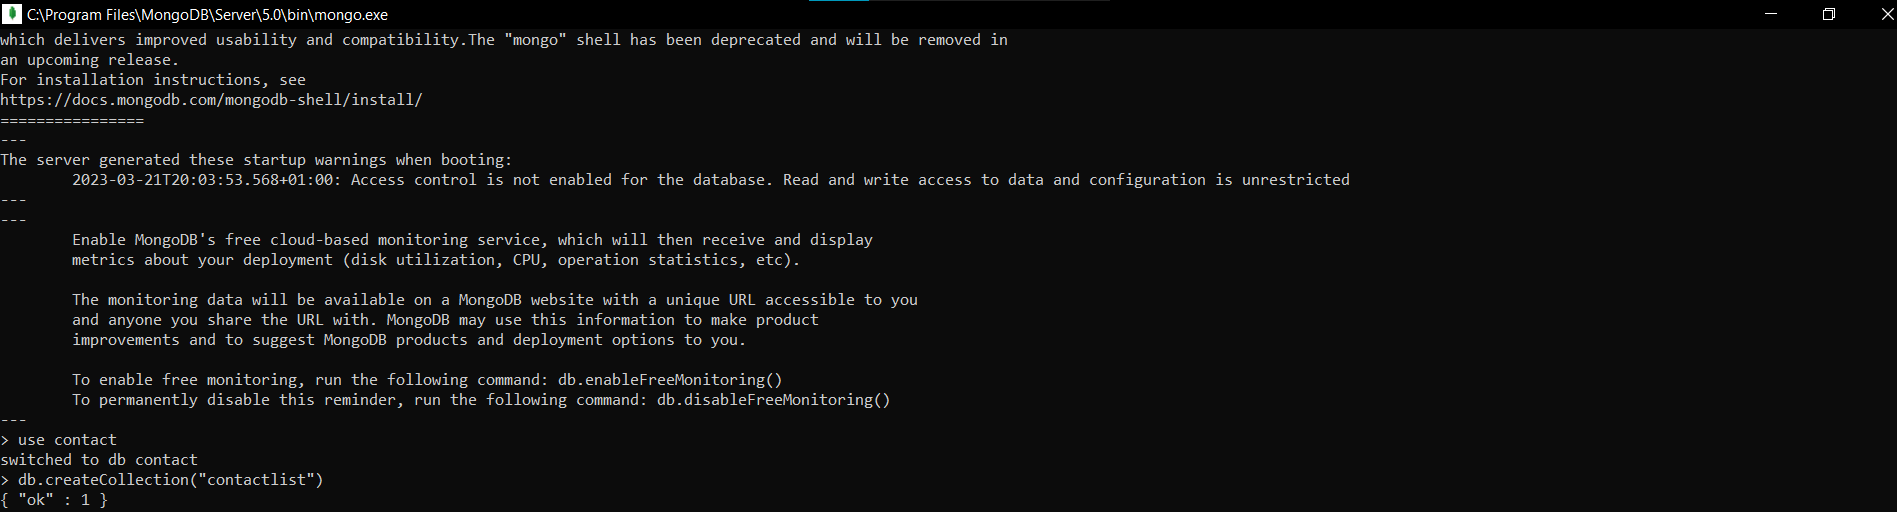 C:\Program Files\MongoDB\Server\5.0\bin\mongo.exe
which delivers improved usability and compatibility.The "mongo" shell has been deprecated and will be removed in
an upcoming release.
For installation instructions, see
https://docs.mongodb.com/mongodb-shell/install/
================
---
The server generated these startup warnings when booting:
        2023-03-21T20:03:53.568+01:00: Access control is not enabled for the database. Read and write access to data and configuration is unrestricted
---
---
        Enable MongoDB's free cloud-based monitoring service, which will then receive and display
        metrics about your deployment (disk utilization, CPU, operation statistics, etc).

        The monitoring data will be available on a MongoDB website with a unique URL accessible to you
        and anyone you share the URL with. MongoDB may use this information to make product
        improvements and to suggest MongoDB products and deployment options to you.

        To enable free monitoring, run the following command: db.enableFreeMonitoring()
        To permanently disable this reminder, run the following command: db.disableFreeMonitoring()
---
> use contact
switched to db contact
> db.createCollection("contactlist")
{ "ok" : 1 }